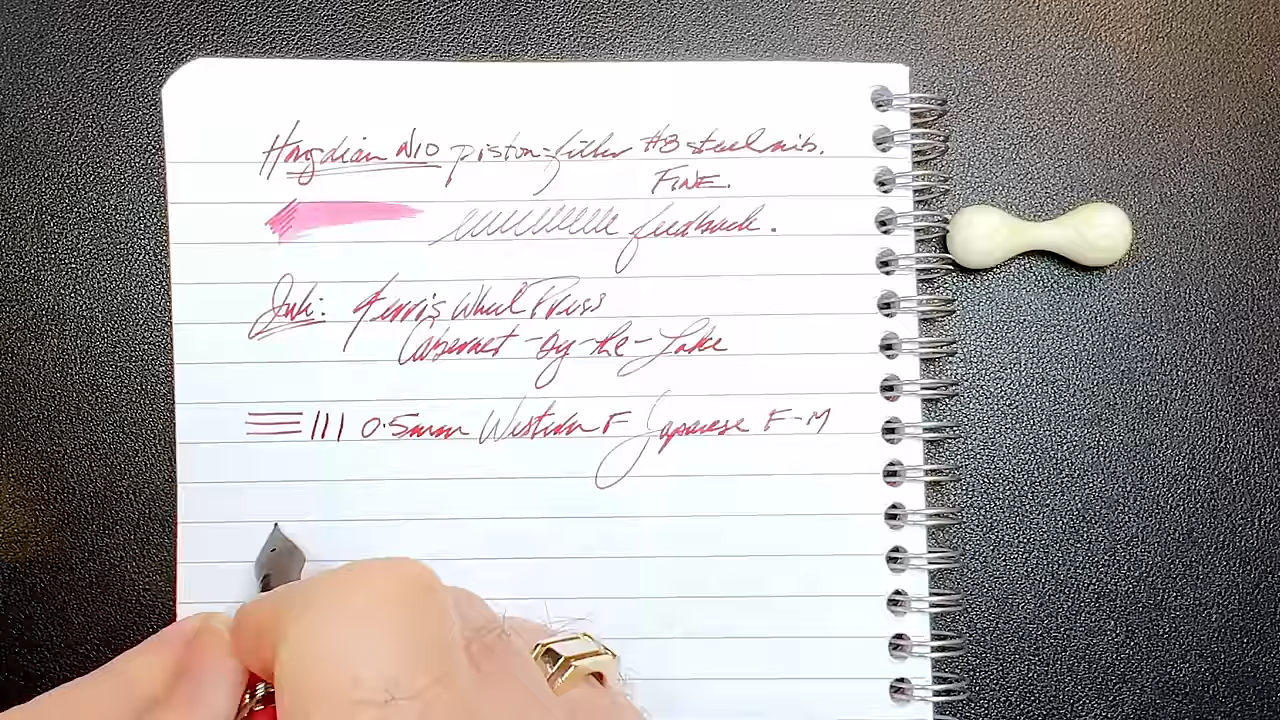 Hongdian N10 piston-filler #8 steel nib.
FINE.
feedback.
Ink: Ferris Wheel Press
Cabernet-by-the-Lake
0.5mm Western F Japanese F-M